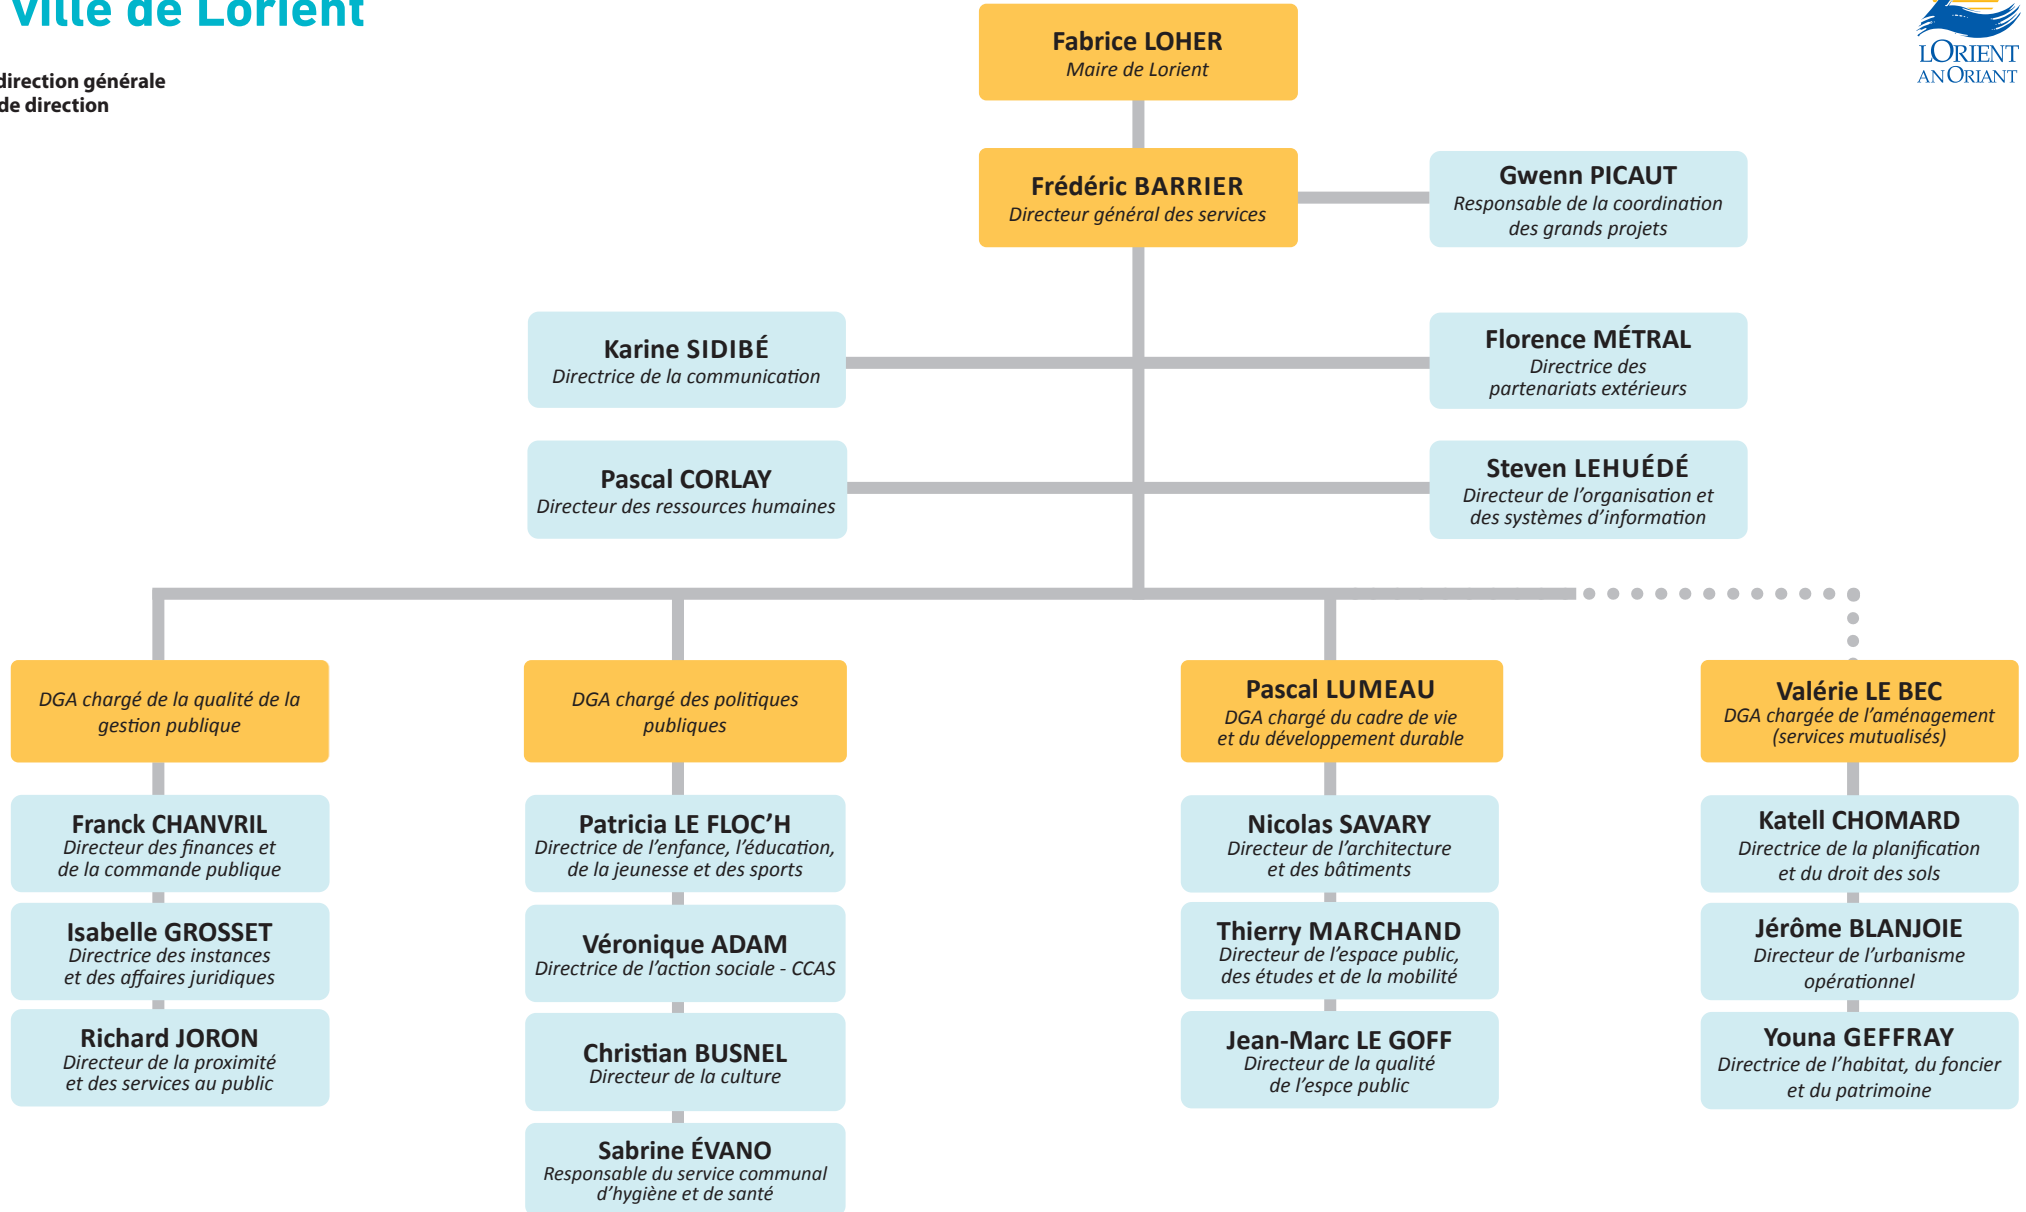 Ville de Lorient
direction générale
de direction
LORIENT
AN ORIANT
Fabrice LOHER
Maire de Lorient
Frédéric BARRIER
Directeur général des services
Gwenn PICAUT
Responsable de la coordination
des grands projets
Karine SIDIBÉ
Directrice de la communication
Florence MÉTRAL
Directrice des
partenariats extérieurs
Pascal CORLAY
Directeur des ressources humaines
Steven LEHUÉDÉ
Directeur de l’organisation et
des systèmes d’information
DGA chargé de la qualité de la
gestion publique
Franck CHANVRIL
Directeur des finances et
de la commande publique
Isabelle GROSSET
Directrice des instances
et des affaires juridiques
Richard JORON
Directeur de la proximité
et des services au public
DGA chargé des politiques
publiques
Patricia LE FLOC’H
Directrice de l’enfance, l’éducation,
de la jeunesse et des sports
Véronique ADAM
Directrice de l’action sociale - CCAS
Christian BUSNEL
Directeur de la culture
Sabrine ÉVANO
Responsable du service communal
d’hygiène et de santé
Pascal LUMEAU
DGA chargé du cadre de vie
et du développement durable
Nicolas SAVARY
Directeur de l’architecture
et des bâtiments
Thierry MARCHAND
Directeur de l’espace public,
des études et de la mobilité
Jean-Marc LE GOFF
Directeur de la qualité
de l’espce public
Valérie LE BEC
DGA chargée de l’aménagement
(services mutualisés)
Katell CHOMARD
Directrice de la planification
et du droit des sols
Jérôme BLANJOIE
Directeur de l’urbanisme
opérationnel
Youna GEFFRAY
Directrice de l’habitat, du foncier
et du patrimoine